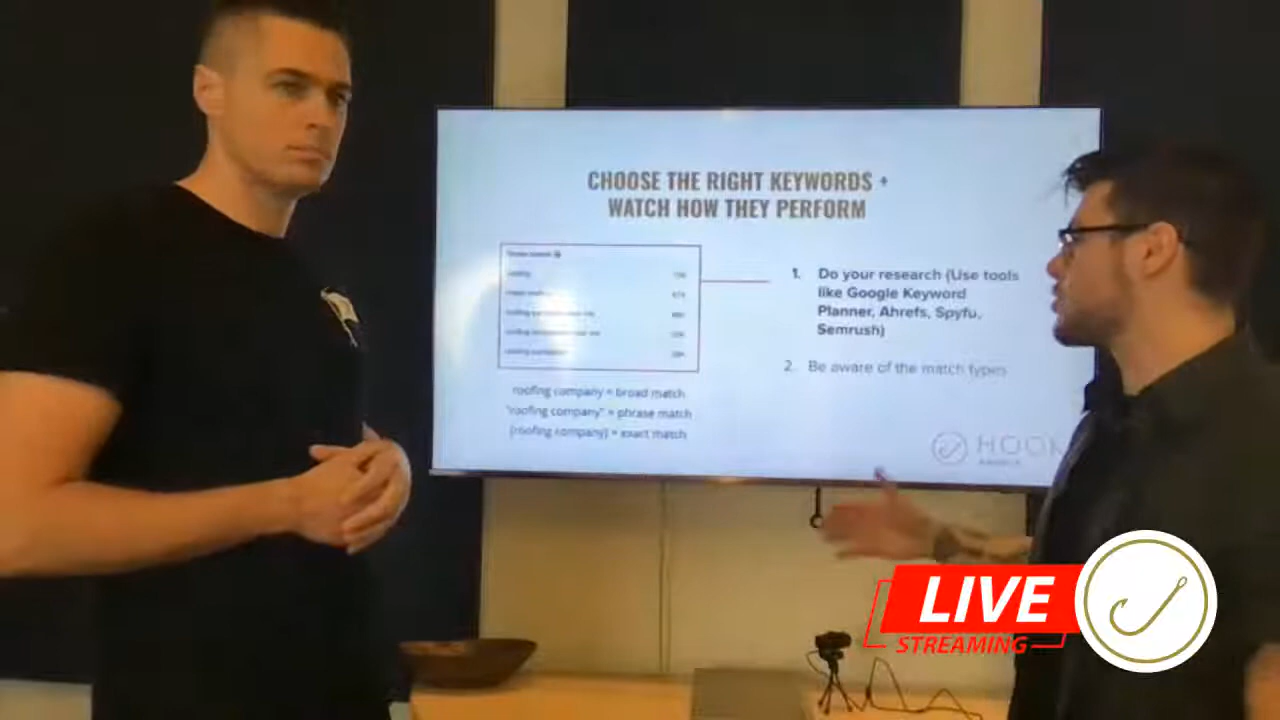 CHOOSE THE RIGHT KEYWORDS +
WATCH HOW THEY PERFORM
roofing company = broad match
"roofing company" = phrase match
[roofing company] = exact match
1. Do your research (Use tools
like Google Keyword
Planner, Ahrefs, Spyfu,
Semrush)
2. Be aware of the match types
HOOK
LIVE
STREAMING